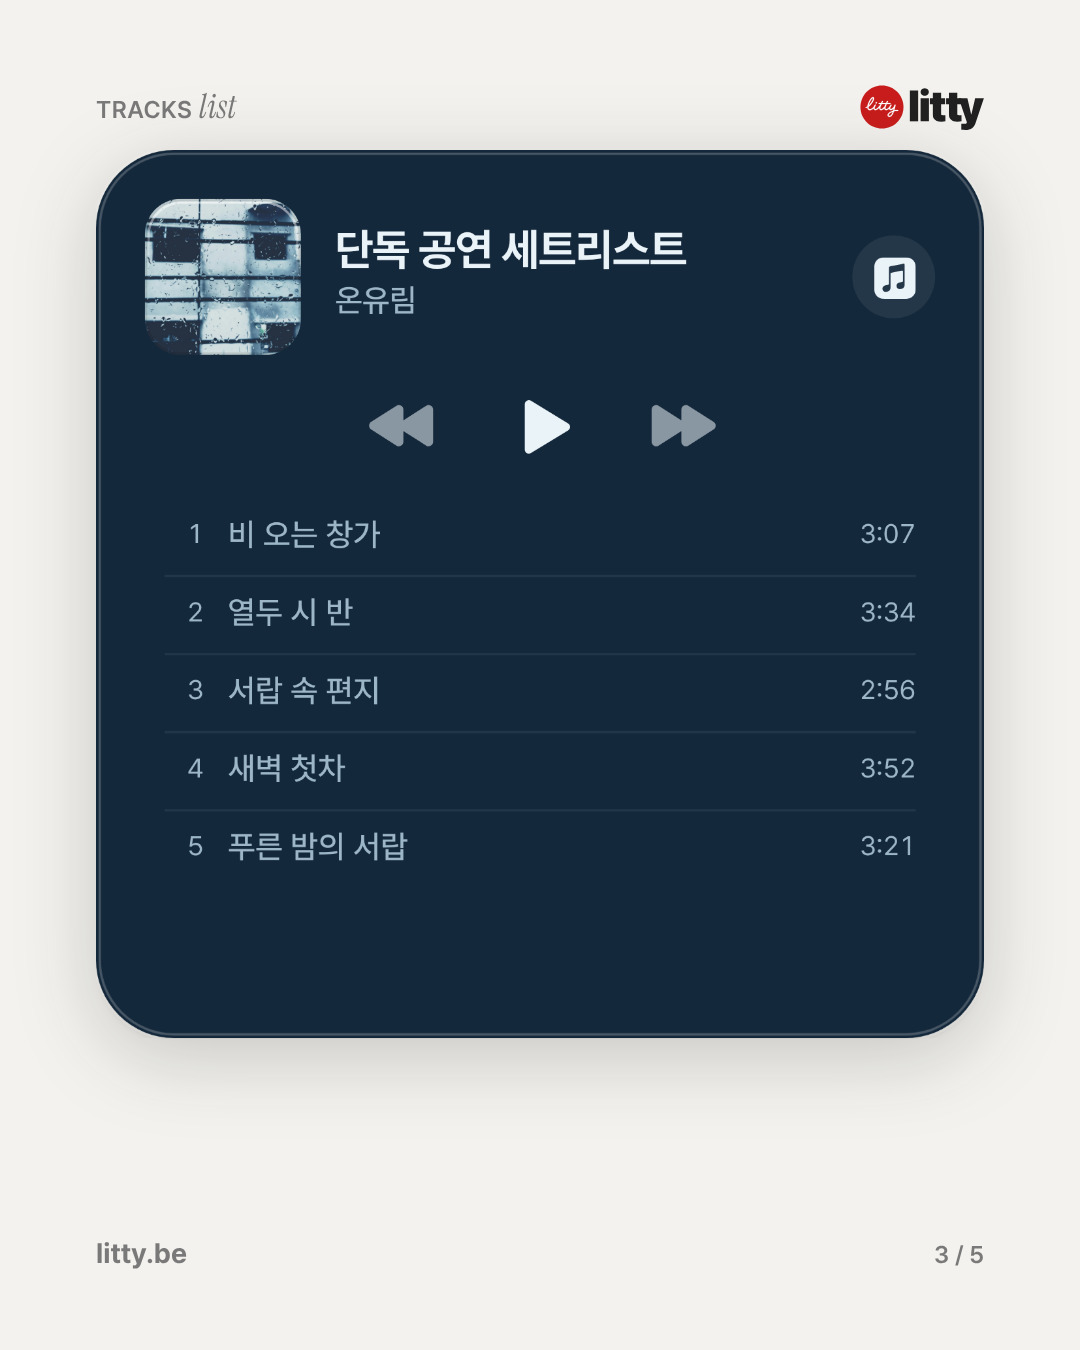 TRACKS list
litty litty
단독 공연 세트리스트
온유림
1 비 오는 창가 3:07
2 열두 시 반 3:34
3 서랍 속 편지 2:56
4 새벽 첫차 3:52
5 푸른 밤의 서랍 3:21
litty.be
3 / 5